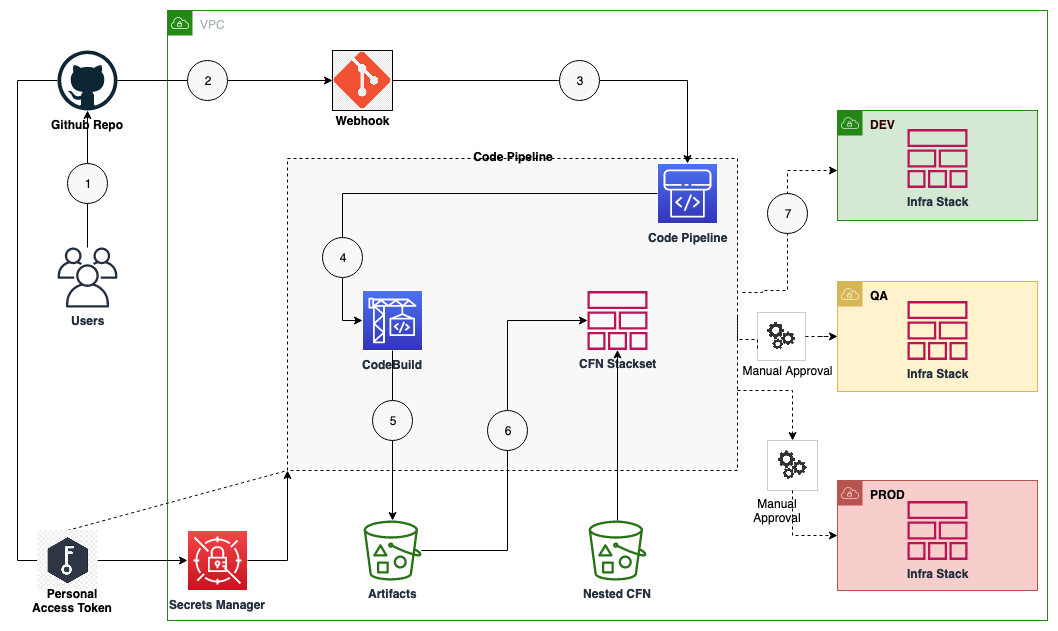 VPC
2
3
Github Repo
Webhook
DEV
Infra Stack
1
Code Pipeline
Code Pipeline
7
4
Users
QA
Infra Stack
CodeBuild
CFN Stackset
Manual Approval
5
6
PROD
Infra Stack
Manual
Approval
F
Personal
Access Token
Secrets Manager
Artifacts
Nested CFN